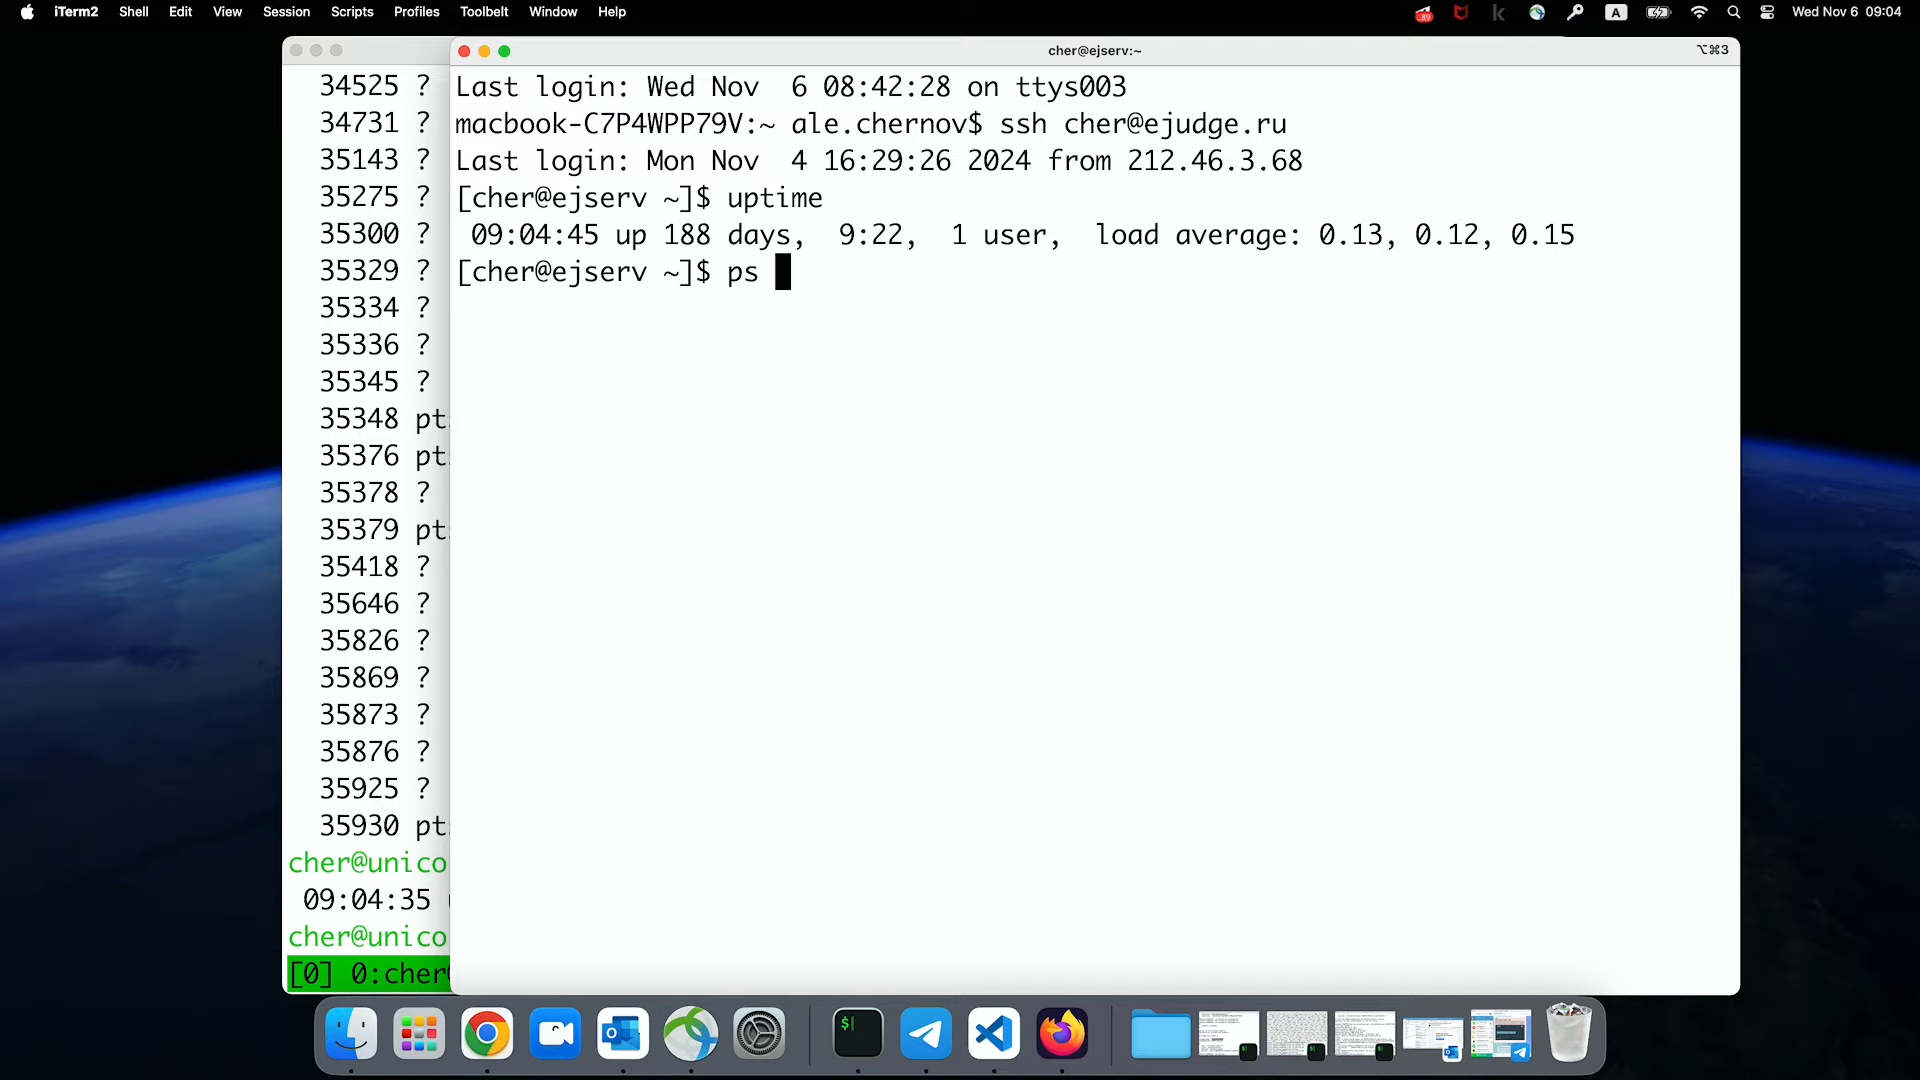 iTerm2 Shell Edit View Session Scripts Profiles Toolbelt Window Help A Wed Nov 6 09:04
cher@ejserv:~ ⌥⌘3
34525 ?
34731 ?
35143 ?
35275 ?
35300 ?
35329 ?
35334 ?
35336 ?
35345 ?
35348 pt
35376 pt
35378 ?
35379 pt
35418 ?
35646 ?
35826 ?
35869 ?
35873 ?
35876 ?
35925 ?
35930 pt
cher@unico
09:04:35
cher@unico
[0] 0:cher
Last login: Wed Nov  6 08:42:28 on ttys003
macbook-C7P4WPP79V:~ ale.chernov$ ssh cher@ejudge.ru
Last login: Mon Nov  4 16:29:26 2024 from 212.46.3.68
[cher@ejserv ~]$ uptime
 09:04:45 up 188 days,  9:22,  1 user,  load average: 0.13, 0.12, 0.15
[cher@ejserv ~]$ ps
$